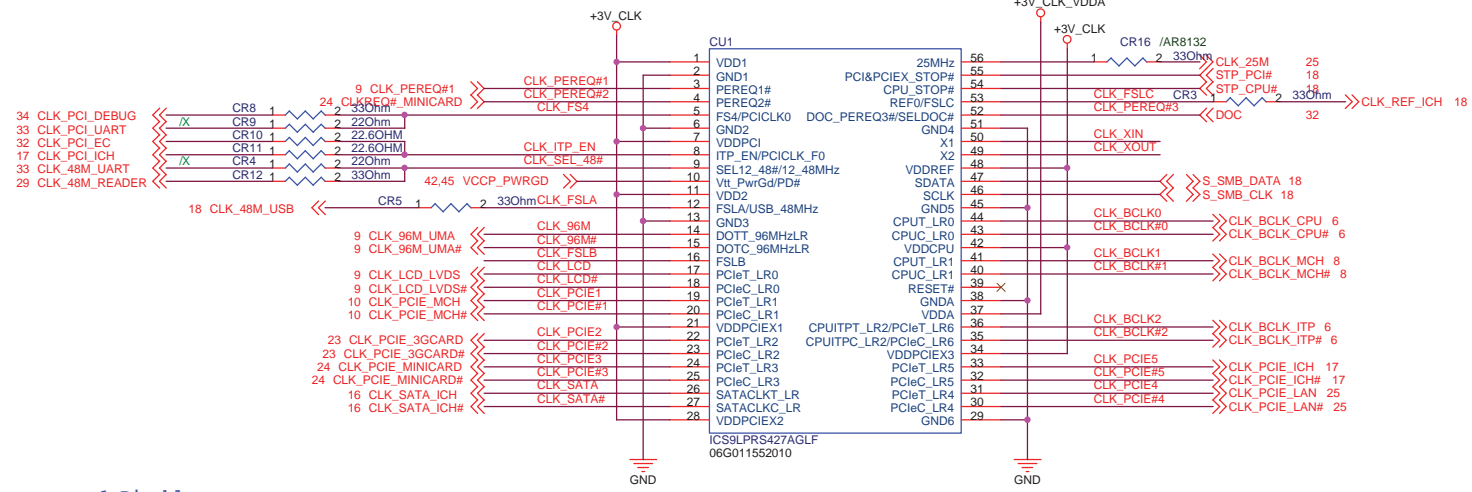 +3V_CLK_VDDA
+3V_CLK
+3V_CLK
CU1
CR16 /AR8132
1 VDD1 25MHz 56 1 2 33Ohm CLK_25M 25
2 GND1 PCI&PCIEX_STOP# 55 STP_PCI# 18
9 CLK_PEREQ#1 CLK_PEREQ#1 3 PEREQ1# CPU_STOP# 54 STP_CPU# 18
24 CLKREQ#_MINICARD CLK_PEREQ#2 4 PEREQ2# REF0/FSLC 53 CLK_FSLC CR3 1 2 33Ohm CLK_REF_ICH 18
34 CLK_PCI_DEBUG CR8 1 2 33Ohm CLK_FS4 5 FS4/PCICLK0 DOC_PEREQ3#/SELDOC# 52 CLK_PEREQ#3 DOC 32
33 CLK_PCI_UART /X CR9 1 2 22Ohm 6 GND2 GND4 51
32 CLK_PCI_EC CR10 1 2 22.6OHM 7 VDDPCI X1 50 CLK_XIN
17 CLK_PCI_ICH CR11 1 2 22.6OHM CLK_ITP_EN 8 ITP_EN/PCICLK_F0 X2 49 CLK_XOUT
33 CLK_48M_UART /X CR4 1 2 22Ohm CLK_SEL_48# 9 SEL12_48#/12_48MHz VDDREF 48
29 CLK_48M_READER CR12 1 2 33Ohm 42,45 VCCP_PWRGD 10 Vtt_PwrGd/PD# SDATA 47 S_SMB_DATA 18
11 VDD2 SCLK 46 S_SMB_CLK 18
18 CLK_48M_USB CR5 1 2 33Ohm CLK_FSLA 12 FSLA/USB_48MHz GND5 45
13 GND3 CPUT_LR0 44 CLK_BCLK0 CLK_BCLK_CPU 6
9 CLK_96M_UMA CLK_96M 14 DOTT_96MHzLR CPUC_LR0 43 CLK_BCLK#0 CLK_BCLK_CPU# 6
9 CLK_96M_UMA# CLK_96M# 15 DOTC_96MHzLR VDDCPU 42
CLK_FSLB 16 FSLB CPUT_LR1 41 CLK_BCLK1 CLK_BCLK_MCH 8
9 CLK_LCD_LVDS CLK_LCD 17 PCIeT_LR0 CPUC_LR1 40 CLK_BCLK#1 CLK_BCLK_MCH# 8
9 CLK_LCD_LVDS# CLK_LCD# 18 PCIeC_LR0 RESET# 39
10 CLK_PCIE_MCH CLK_PCIE1 19 PCIeT_LR1 GNDA 38
10 CLK_PCIE_MCH# CLK_PCIE#1 20 PCIeC_LR1 VDDA 37
21 VDDPCIEX1 CPUITPT_LR2/PCIeT_LR6 36 CLK_BCLK2 CLK_BCLK_ITP 6
23 CLK_PCIE_3GCARD CLK_PCIE2 22 PCIeT_LR2 CPUITPC_LR2/PCIeC_LR6 35 CLK_BCLK#2 CLK_BCLK_ITP# 6
23 CLK_PCIE_3GCARD# CLK_PCIE#2 23 PCIeC_LR2 VDDPCIEX3 34
24 CLK_PCIE_MINICARD CLK_PCIE3 24 PCIeT_LR3 PCIeT_LR5 33 CLK_PCIE5 CLK_PCIE_ICH 17
24 CLK_PCIE_MINICARD# CLK_PCIE#3 25 PCIeC_LR3 PCIeC_LR5 32 CLK_PCIE#5 CLK_PCIE_ICH# 17
16 CLK_SATA_ICH CLK_SATA 26 SATACLKT_LR PCIeT_LR4 31 CLK_PCIE4 CLK_PCIE_LAN 25
16 CLK_SATA_ICH# CLK_SATA# 27 SATACLKC_LR PCIeC_LR4 30 CLK_PCIE#4 CLK_PCIE_LAN# 25
28 VDDPCIEX2 GND6 29
ICS9LPRS427AGLF
06G011552010
GND
GND